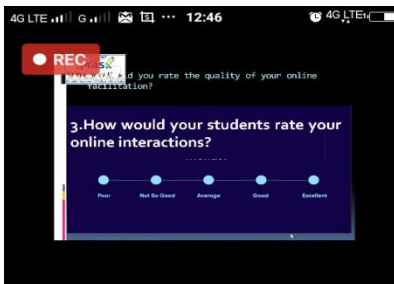 4G LTE G 12:46 4G LTE
REC
id you rate the quality of your online
facilitation?
3.How would your students rate your
online interactions?
Poor Not So Good Average Good Excellent